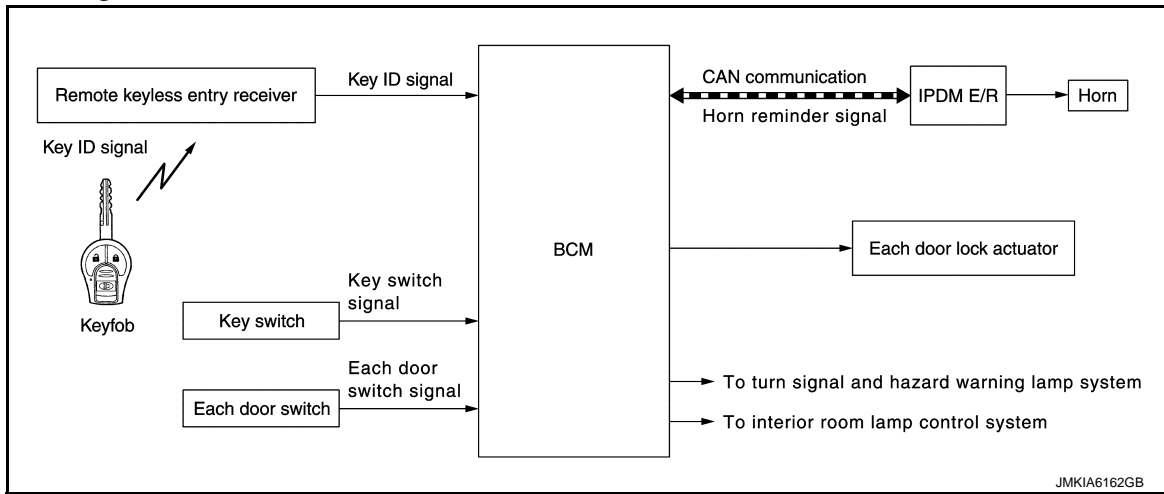 Remote keyless entry receiver
Key ID signal
Key ID signal
Keyfob
Key switch
Key switch
signal
Each door switch
Each door
switch signal
BCM
CAN communication
Horn reminder signal
IPDM E/R
Horn
Each door lock actuator
To turn signal and hazard warning lamp system
To interior room lamp control system
JMKIA6162GB